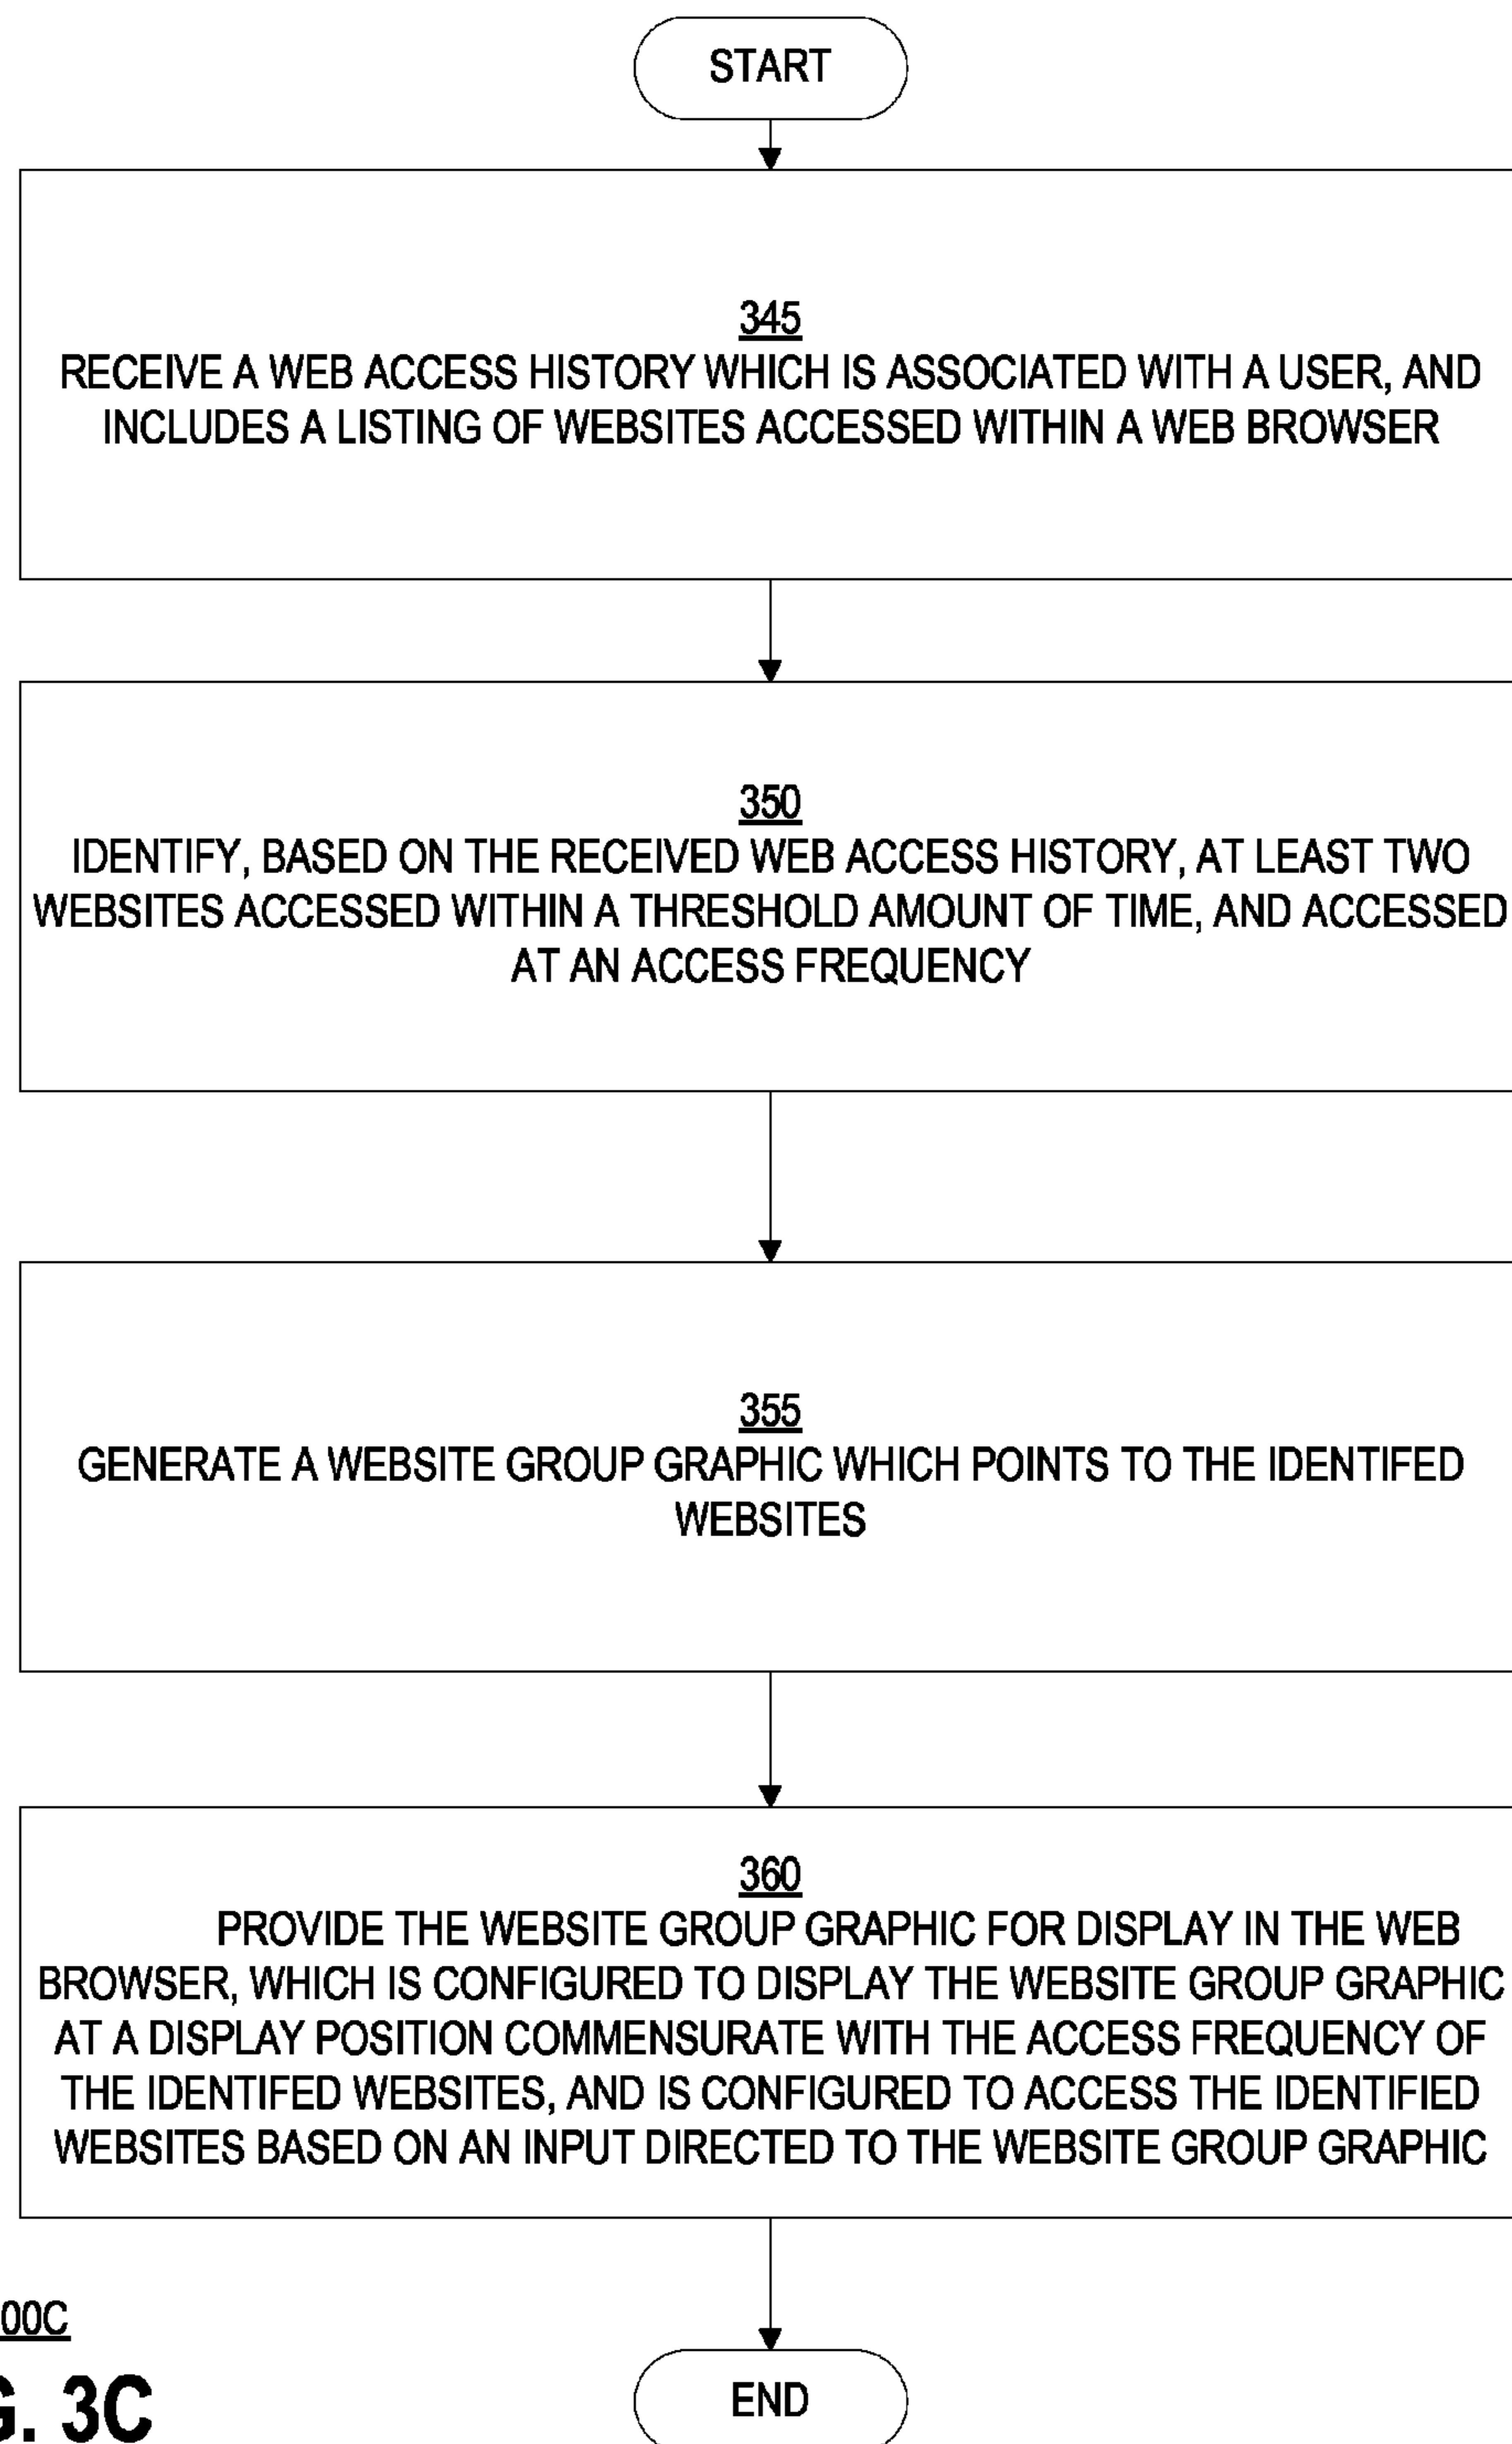 START
345
RECEIVE A WEB ACCESS HISTORY WHICH IS ASSOCIATED WITH A USER, AND
INCLUDES A LISTING OF WEBSITES ACCESSED WITHIN A WEB BROWSER
350
IDENTIFY, BASED ON THE RECEIVED WEB ACCESS HISTORY, AT LEAST TWO
WEBSITES ACCESSED WITHIN A THRESHOLD AMOUNT OF TIME, AND ACCESSED
AT AN ACCESS FREQUENCY
355
GENERATE A WEBSITE GROUP GRAPHIC WHICH POINTS TO THE IDENTIFED
WEBSITES
360
PROVIDE THE WEBSITE GROUP GRAPHIC FOR DISPLAY IN THE WEB
BROWSER, WHICH IS CONFIGURED TO DISPLAY THE WEBSITE GROUP GRAPHIC
AT A DISPLAY POSITION COMMENSURATE WITH THE ACCESS FREQUENCY OF
THE IDENTIFED WEBSITES, AND IS CONFIGURED TO ACCESS THE IDENTIFIED
WEBSITES BASED ON AN INPUT DIRECTED TO THE WEBSITE GROUP GRAPHIC
00C
G. 3C
END